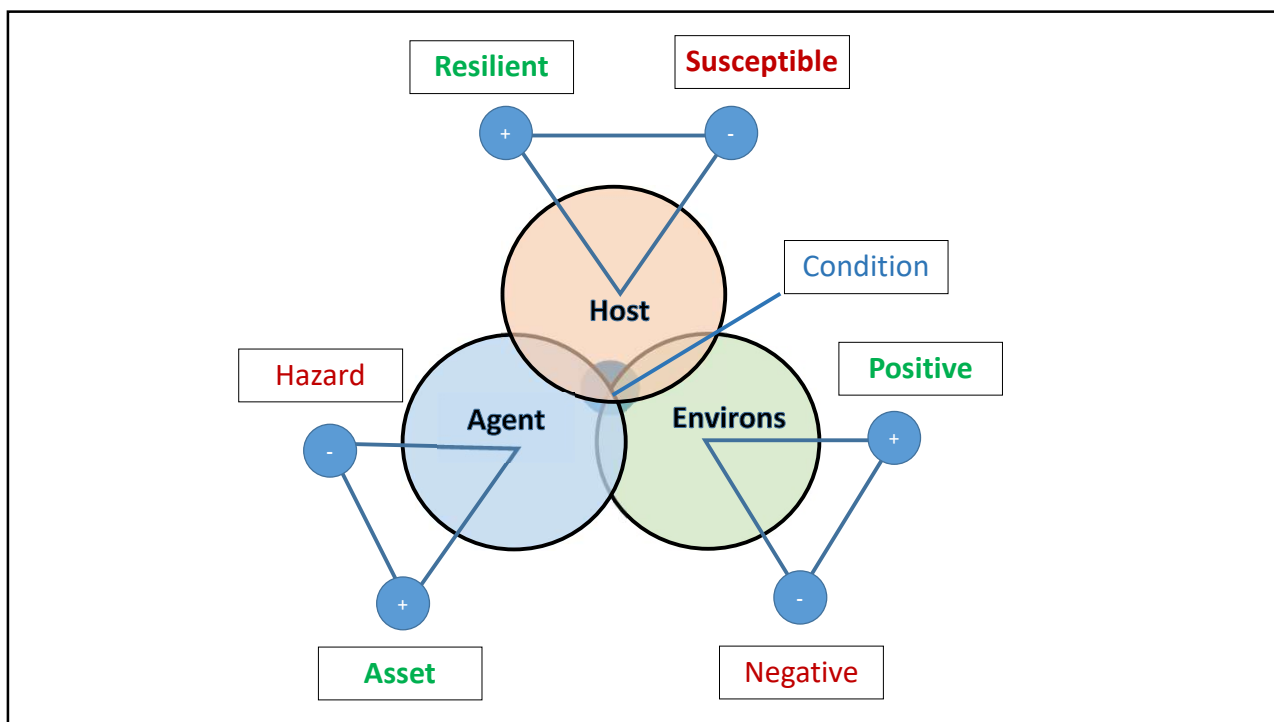 Resilient
Susceptible
+
-
Condition
Host
Hazard
Positive
Agent
Environs
+
-
+
-
Asset
Negative